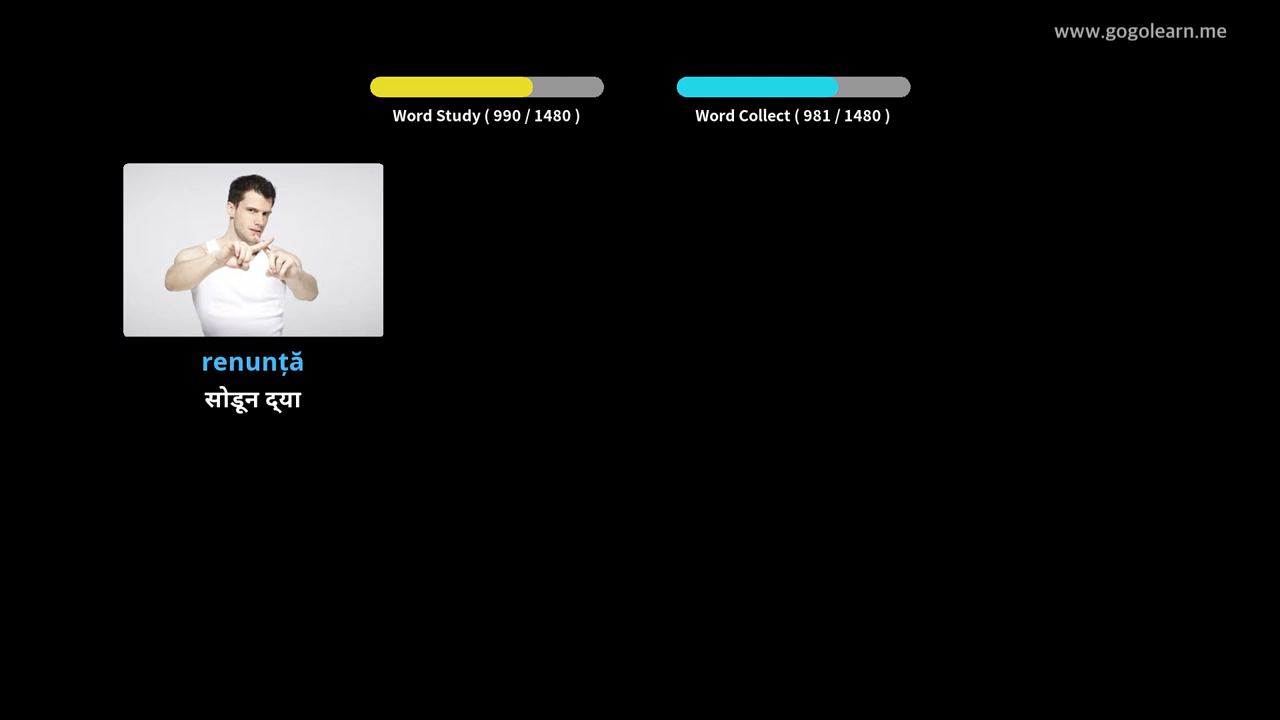 www.gogolearn.me
Word Study ( 990 / 1480 )
Word Collect ( 981 / 1480 )
renunță
सोडून द्या